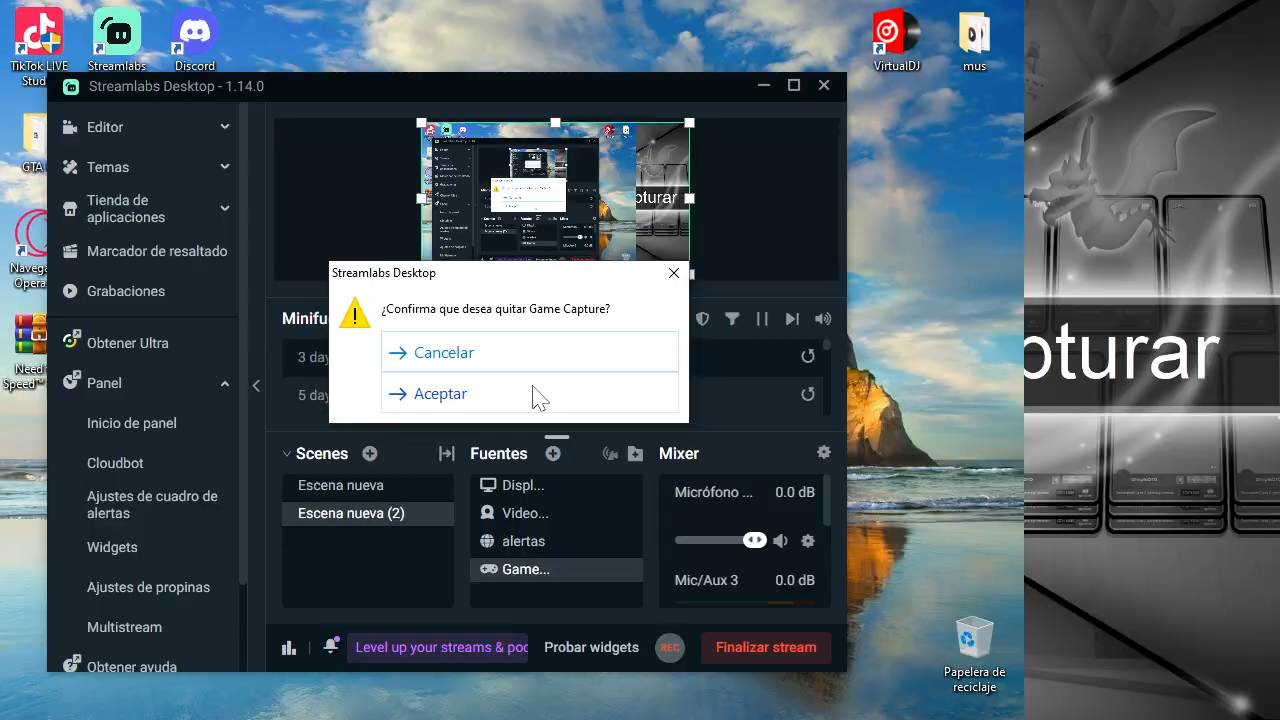 TikTok LIVE
Stud
Streamlabs
Discord
VirtualDJ
mus
Streamlabs Desktop - 1.14.0
Editor
Temas
Tienda de
aplicaciones
Marcador de resaltado
Grabaciones
Obtener Ultra
Panel
Inicio de panel
Cloudbot
Ajustes de cuadro de
alertas
Widgets
Ajustes de propinas
Multistream
Obtener ayuda
GTA
Navega
Opera
Need
Speed™
oturar
Streamlabs Desktop
¿Confirma que desea quitar Game Capture?
Cancelar
Aceptar
Minifu
3 day
5 day
Scenes
Escena nueva
Escena nueva (2)
Fuentes
Displ...
Video...
alertas
Game...
Mixer
Micrófono ...
0.0 dB
Mic/Aux 3
0.0 dB
Level up your streams & poc
Probar widgets
REC
Finalizar stream
pturar
Papelera de
reciclaje